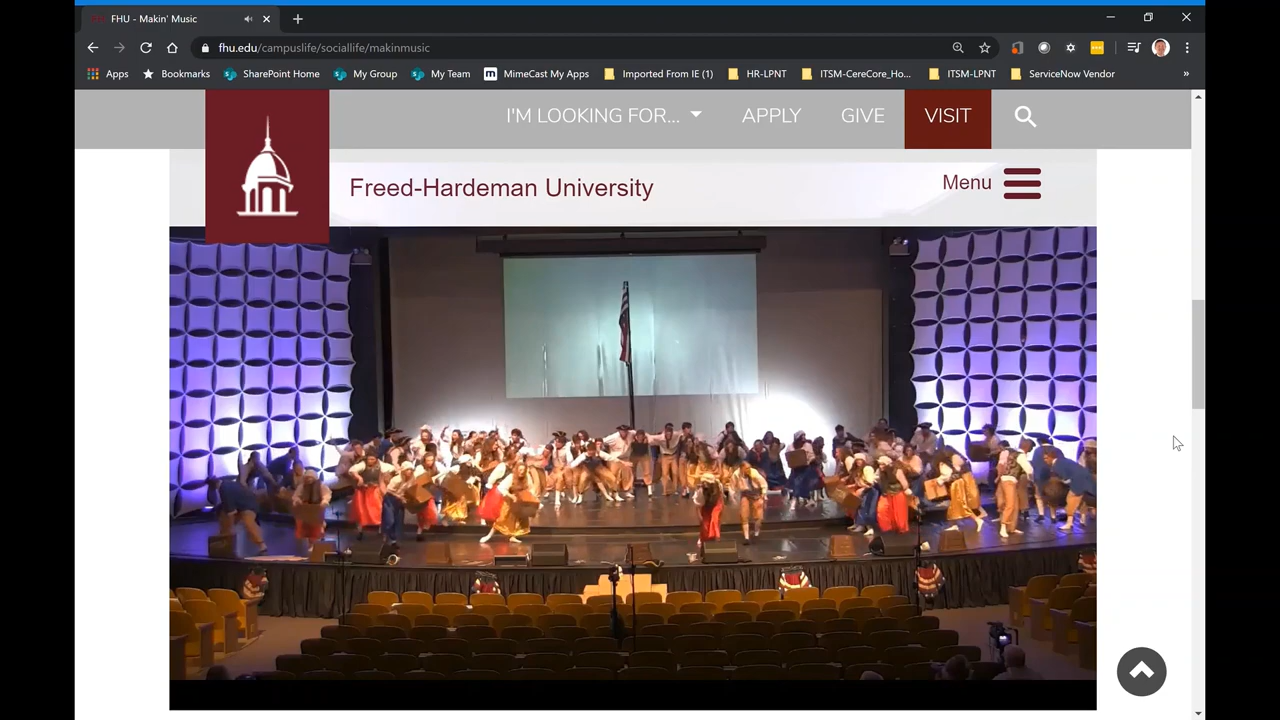 FHU - Makin' Music
fhu.edu/campuslife/sociallife/makinmusic
Apps Bookmarks SharePoint Home My Group My Team MimeCast My Apps Imported From IE (1) HR-LPNT ITSM-CereCore_Ho... ITSM-LPNT ServiceNow Vendor »
I'M LOOKING FOR... APPLY GIVE VISIT
Freed-Hardeman University
Menu